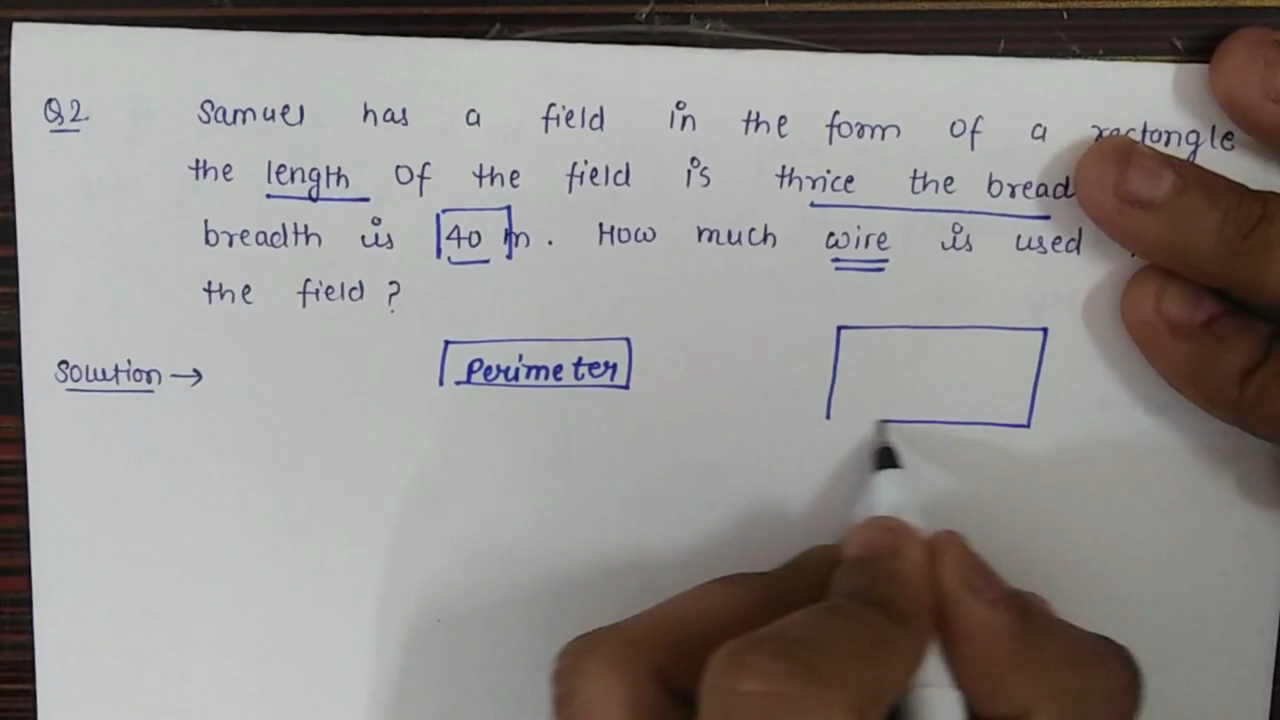 Q2 Samuel has a field in the form of a rectangle
the length of the field is thrice the bread
breadth is 40 m. How much wire is used
the field?
Solution → Perimeter